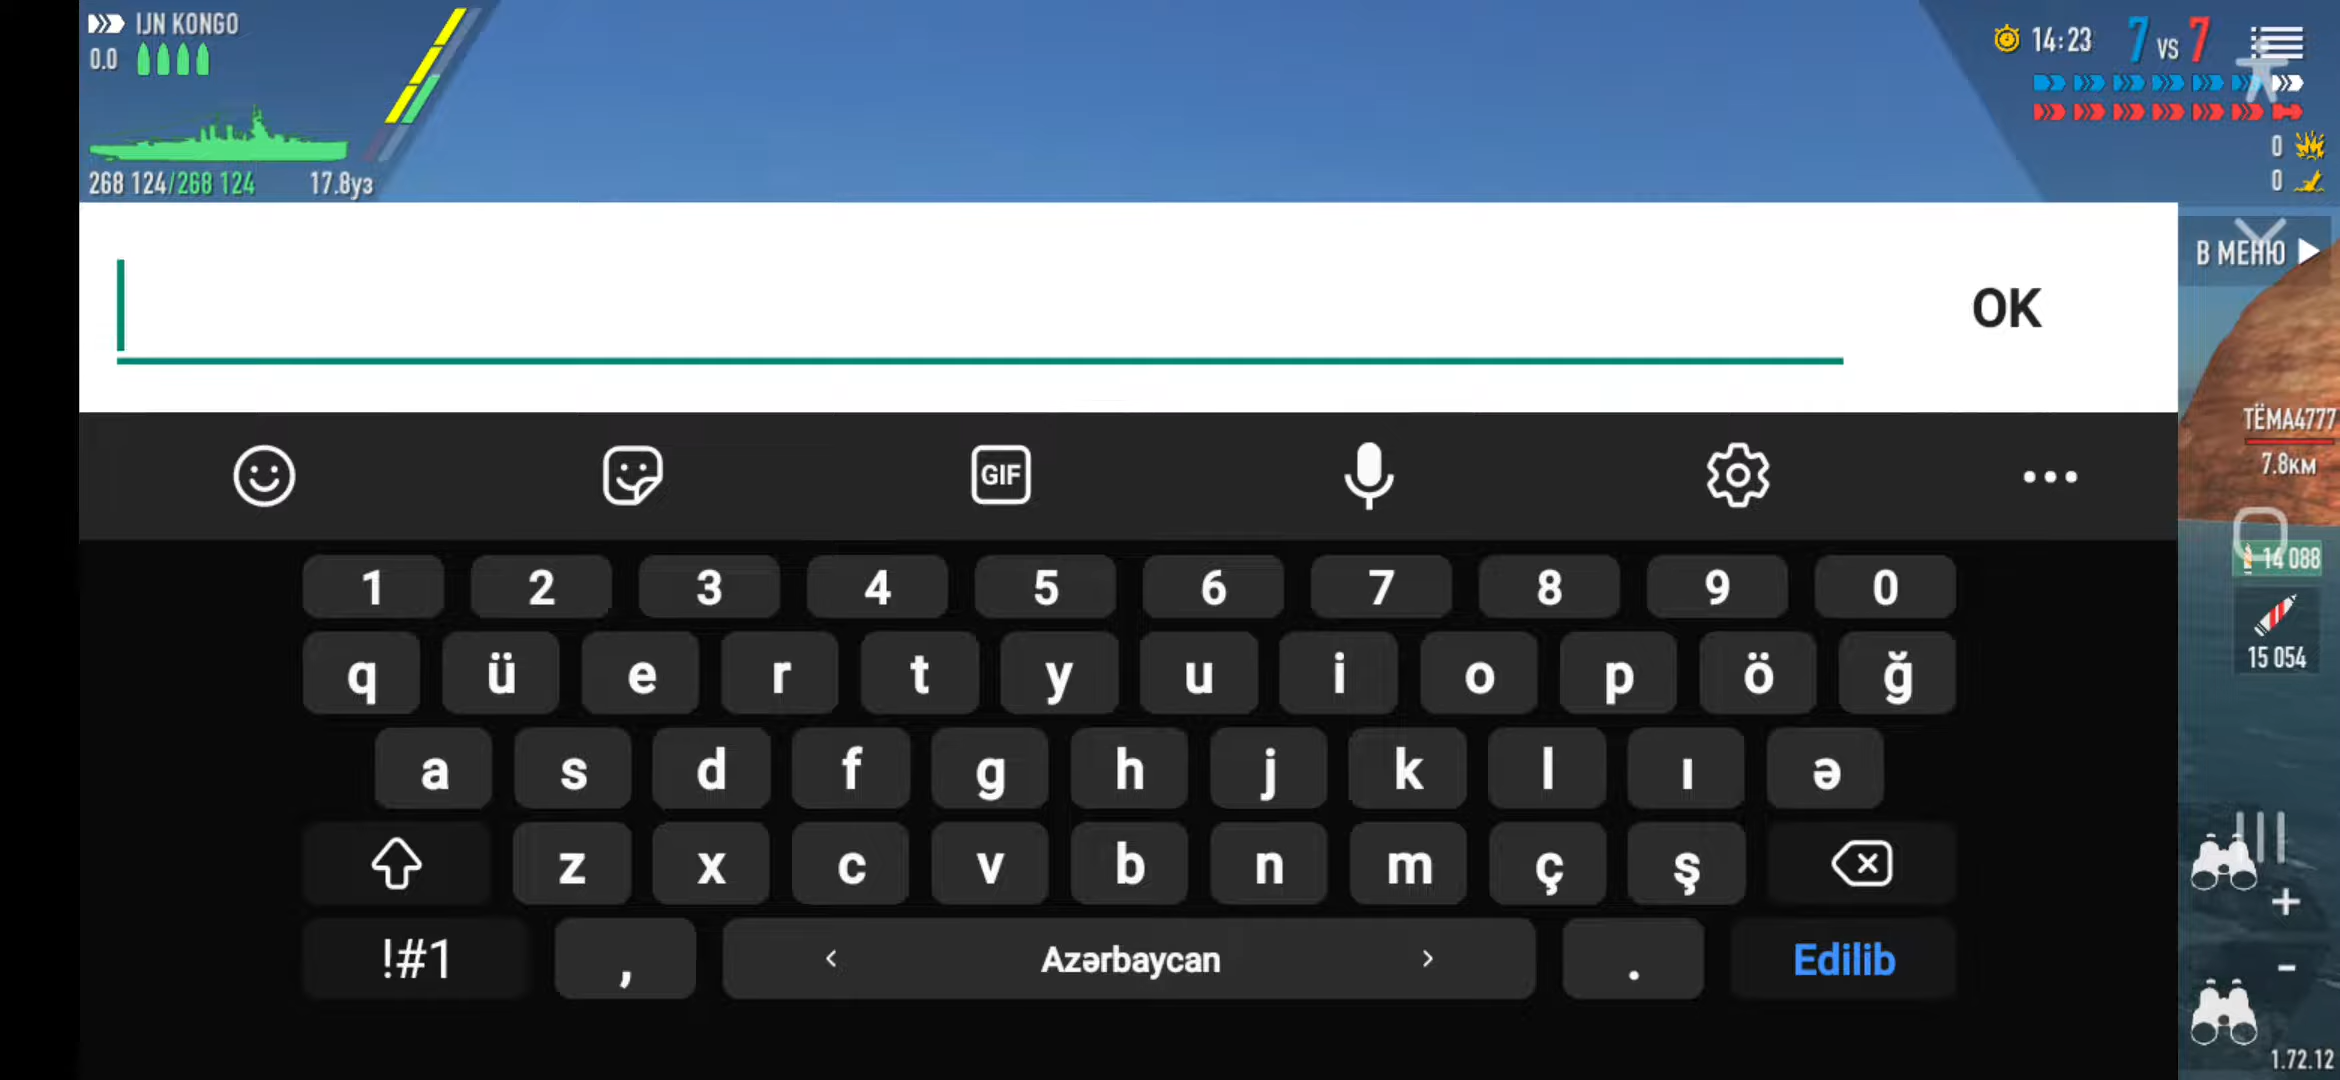 IJN KONGO
0.0
268 124/268 124 17.8уз
14:23 7 VS 7
0
0
В МЕНЮ
OK
ТЁМА4777
7.8км
GIF
14 088
15 054
1 2 3 4 5 6 7 8 9 0
q ü e r t y u i o p ö ğ
a s d f g h j k l ı ə
z x c v b n m ç ş
!#1 , < Azərbaycan > . Edilib
+
-
1.72.12